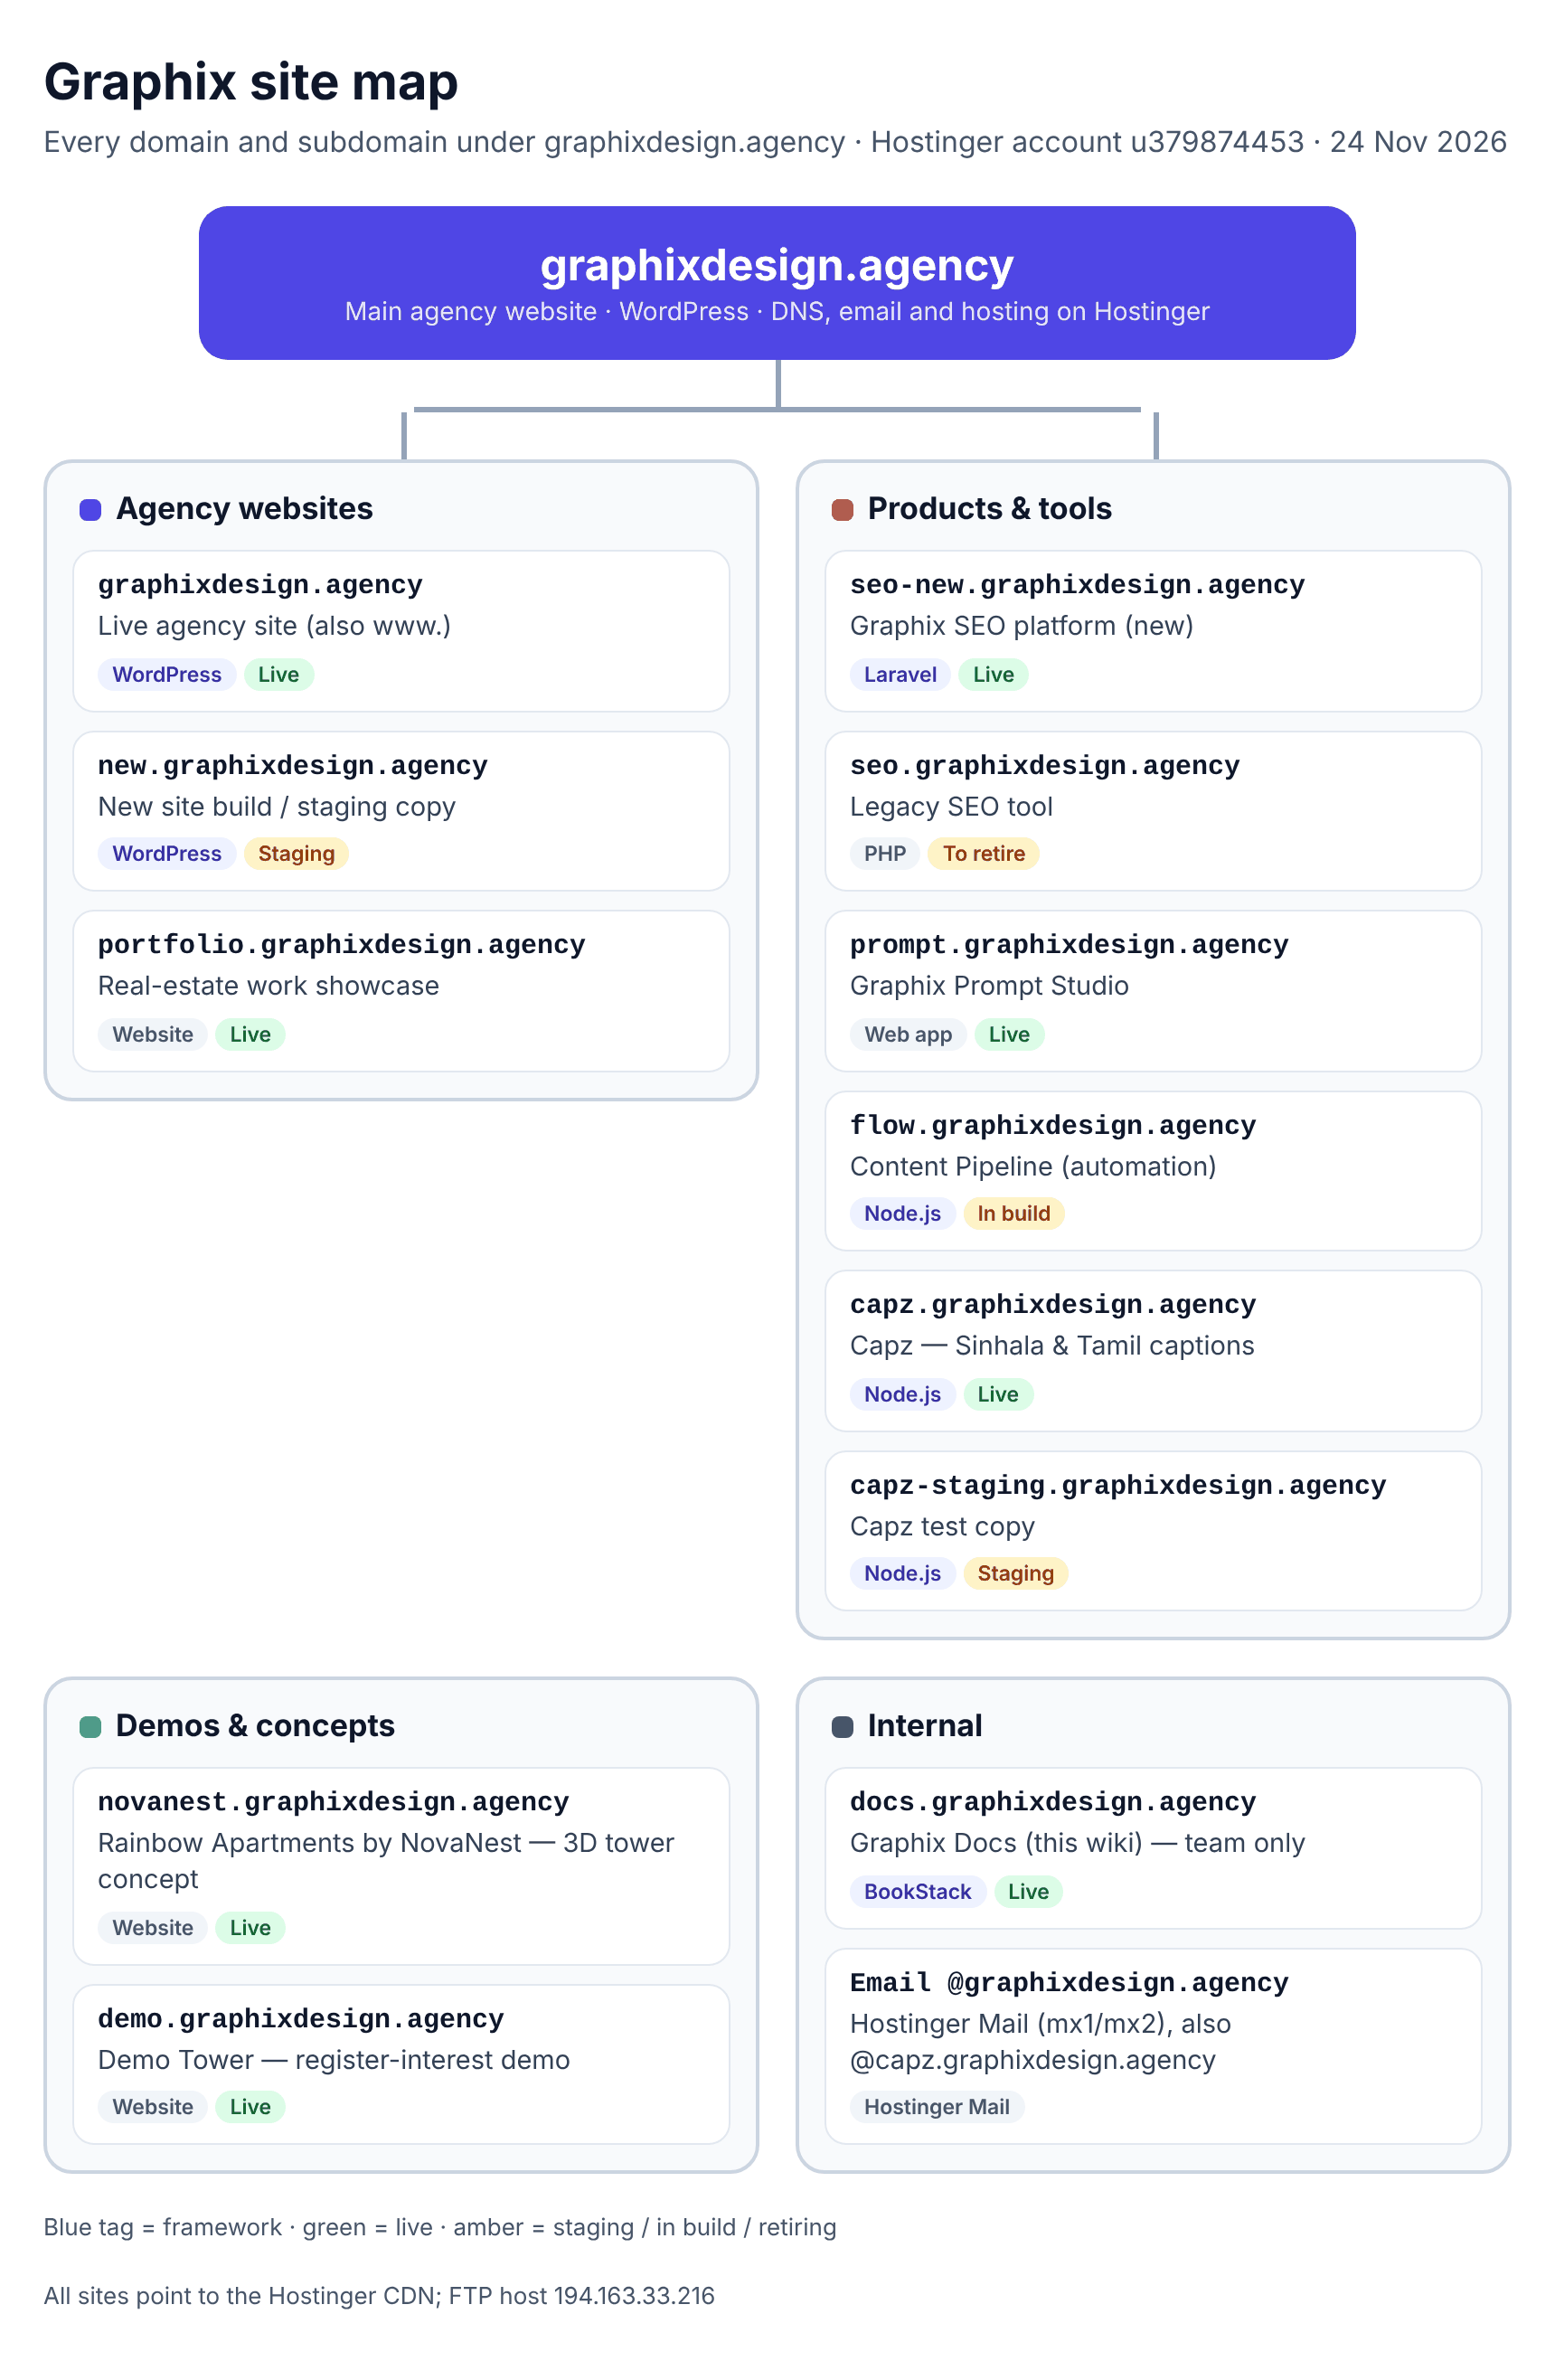 Graphix site map
Every domain and subdomain under graphixdesign.agency · Hostinger account u379874453 · 24 Nov 2026
graphixdesign.agency
Main agency website · WordPress · DNS, email and hosting on Hostinger
Agency websites
graphixdesign.agency
Live agency site (also www.)
WordPress Live
new.graphixdesign.agency
New site build / staging copy
WordPress Staging
portfolio.graphixdesign.agency
Real-estate work showcase
Website Live
Products & tools
seo-new.graphixdesign.agency
Graphix SEO platform (new)
Laravel Live
seo.graphixdesign.agency
Legacy SEO tool
PHP To retire
prompt.graphixdesign.agency
Graphix Prompt Studio
Web app Live
flow.graphixdesign.agency
Content Pipeline (automation)
Node.js In build
capz.graphixdesign.agency
Capz — Sinhala & Tamil captions
Node.js Live
capz-staging.graphixdesign.agency
Capz test copy
Node.js Staging
Demos & concepts
novanest.graphixdesign.agency
Rainbow Apartments by NovaNest — 3D tower
concept
Website Live
demo.graphixdesign.agency
Demo Tower — register-interest demo
Website Live
Internal
docs.graphixdesign.agency
Graphix Docs (this wiki) — team only
BookStack Live
Email @graphixdesign.agency
Hostinger Mail (mx1/mx2), also
@capz.graphixdesign.agency
Hostinger Mail
Blue tag = framework · green = live · amber = staging / in build / retiring
All sites point to the Hostinger CDN; FTP host 194.163.33.216